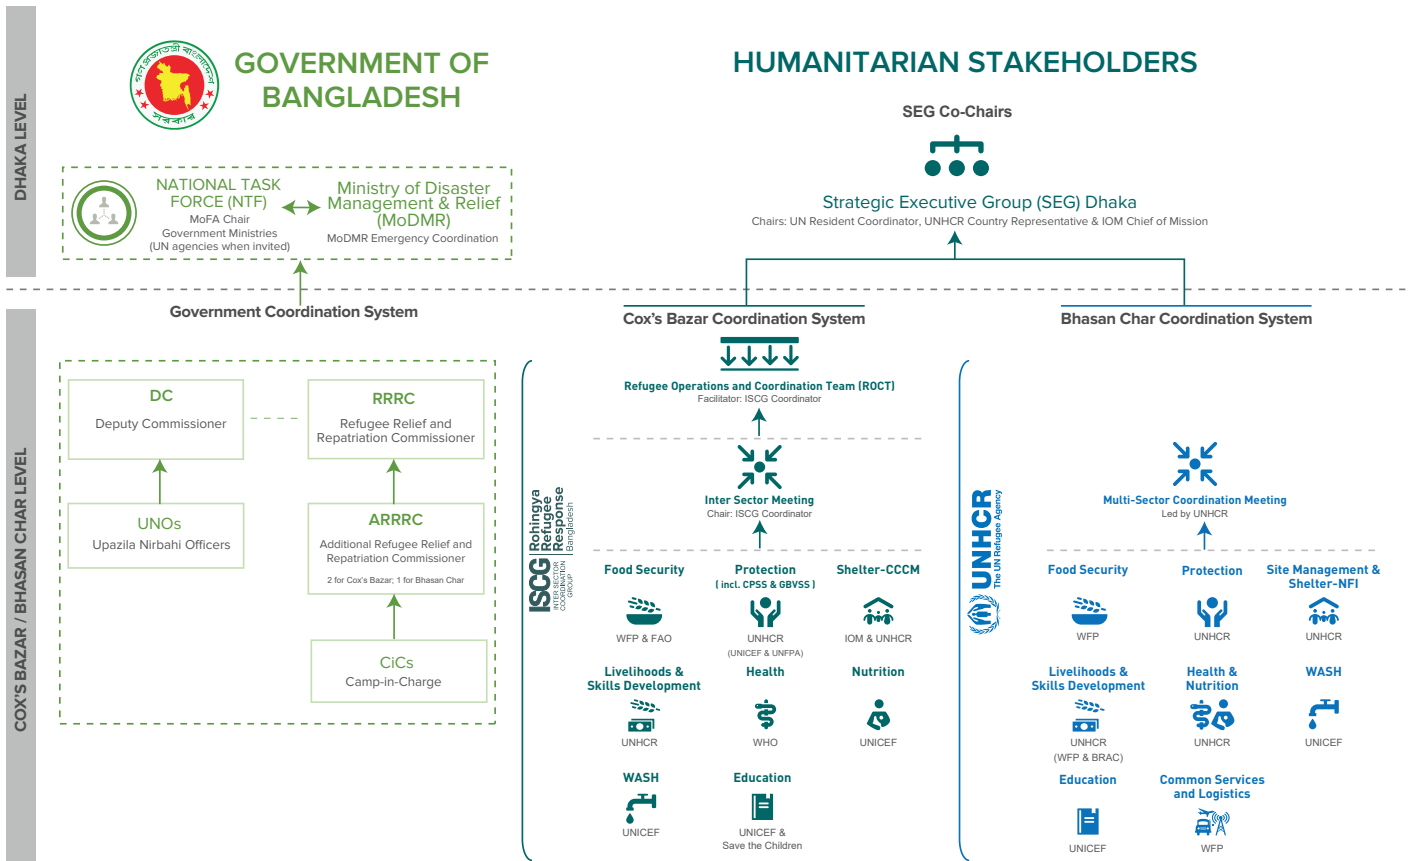 DHAKA LEVEL
গণপ্রজাতন্ত্রী বাংলাদেশ
সরকার
GOVERNMENT OF
BANGLADESH
HUMANITARIAN STAKEHOLDERS
SEG Co-Chairs
NATIONAL TASK
FORCE (NTF)
MoFA Chair
Government Ministries
(UN agencies when invited)
Ministry of Disaster
Management & Relief
(MoDMR)
MoDMR Emergency Coordination
Strategic Executive Group (SEG) Dhaka
Chairs: UN Resident Coordinator, UNHCR Country Representative & IOM Chief of Mission
COX'S BAZAR / BHASAN CHAR LEVEL
Government Coordination System
DC
Deputy Commissioner
RRRC
Refugee Relief and
Repatriation Commissioner
UNOs
Upazila Nirbahi Officers
ARRRC
Additional Refugee Relief and
Repatriation Commissioner
2 for Cox's Bazar; 1 for Bhasan Char
CiCs
Camp-in-Charge
Cox's Bazar Coordination System
Refugee Operations and Coordination Team (ROCT)
Facilitator: ISCG Coordinator
Inter Sector Meeting
Chair: ISCG Coordinator
ISCG
INTER SECTOR
COORDINATION
GROUP
Rohingya
Refugee
Response
Bangladesh
Food Security
WFP & FAO
Protection
( incl. CPSS & GBVSS )
UNHCR
(UNICEF & UNFPA)
Shelter-CCCM
IOM & UNHCR
Livelihoods &
Skills Development
UNHCR
Health
WHO
Nutrition
UNICEF
WASH
UNICEF
Education
UNICEF &
Save the Children
Bhasan Char Coordination System
Multi-Sector Coordination Meeting
Led by UNHCR
UNHCR
The UN Refugee Agency
Food Security
WFP
Protection
UNHCR
Site Management &
Shelter-NFI
UNHCR
Livelihoods &
Skills Development
UNHCR
(WFP & BRAC)
Health &
Nutrition
UNHCR
WASH
UNICEF
Education
UNICEF
Common Services
and Logistics
WFP